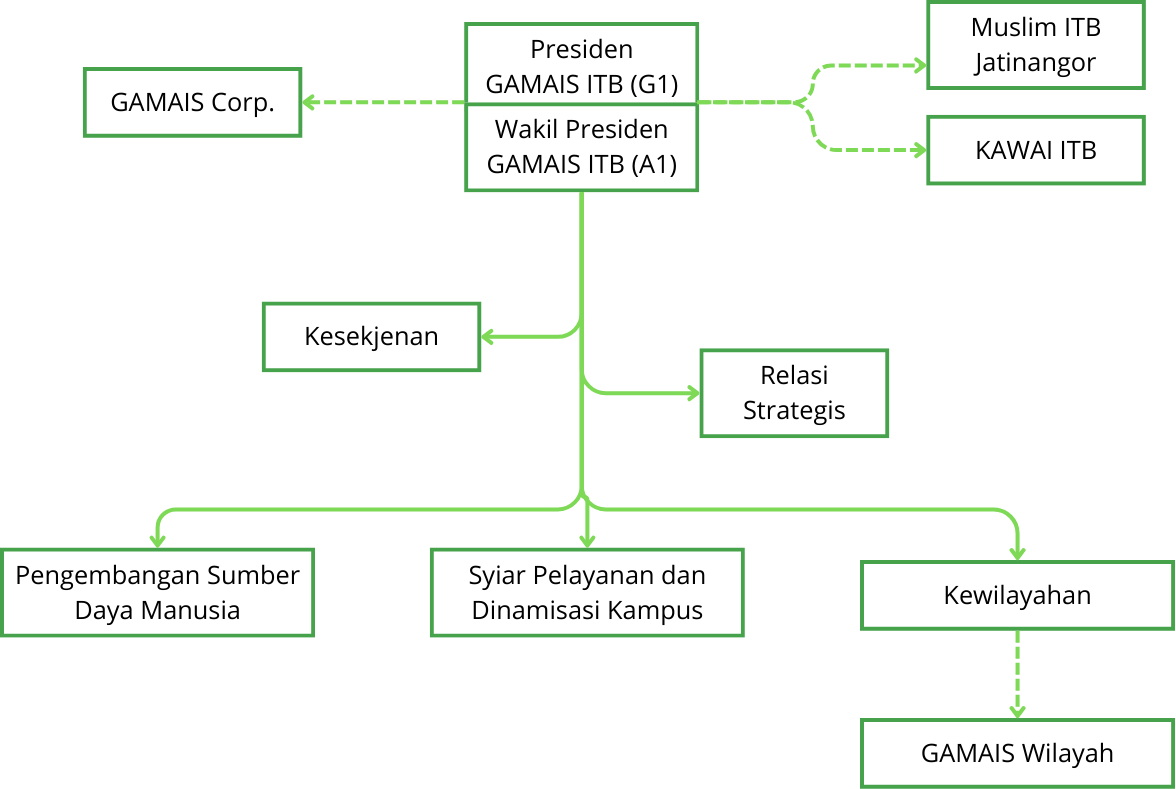 Presiden
GAMAIS ITB (G1)
Wakil Presiden
GAMAIS ITB (A1)
GAMAIS Corp.
Muslim ITB
Jatinangor
KAWAI ITB
Kesekjenan
Relasi
Strategis
Pengembangan Sumber
Daya Manusia
Syiar Pelayanan dan
Dinamisasi Kampus
Kewilayahan
GAMAIS Wilayah